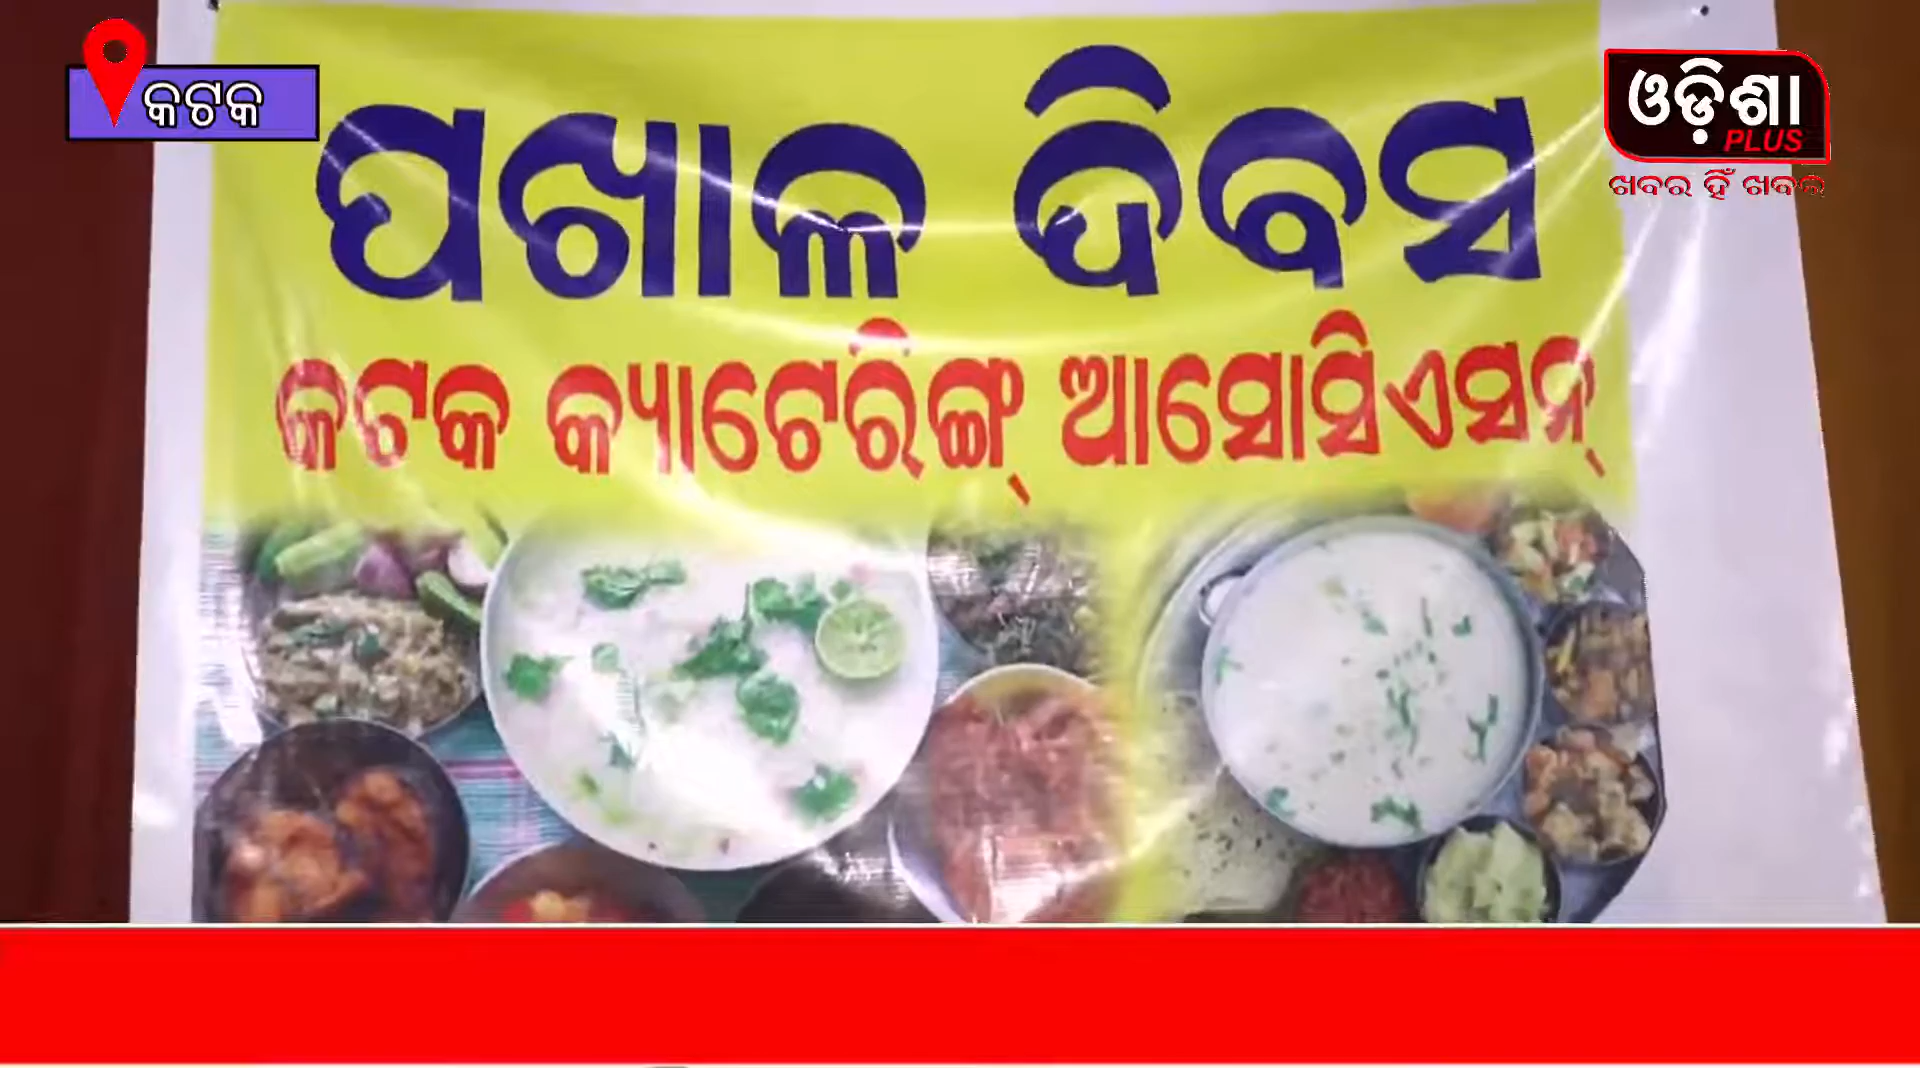 କଟକ
ଓଡ଼ିଶା
PLUS
ଖବର ହିଁ ଖବର
ପଖାଳ ଦିବସ
କଟକ କ୍ୟାଟେରିଙ୍ଗ୍ ଆସୋସିଏସନ୍